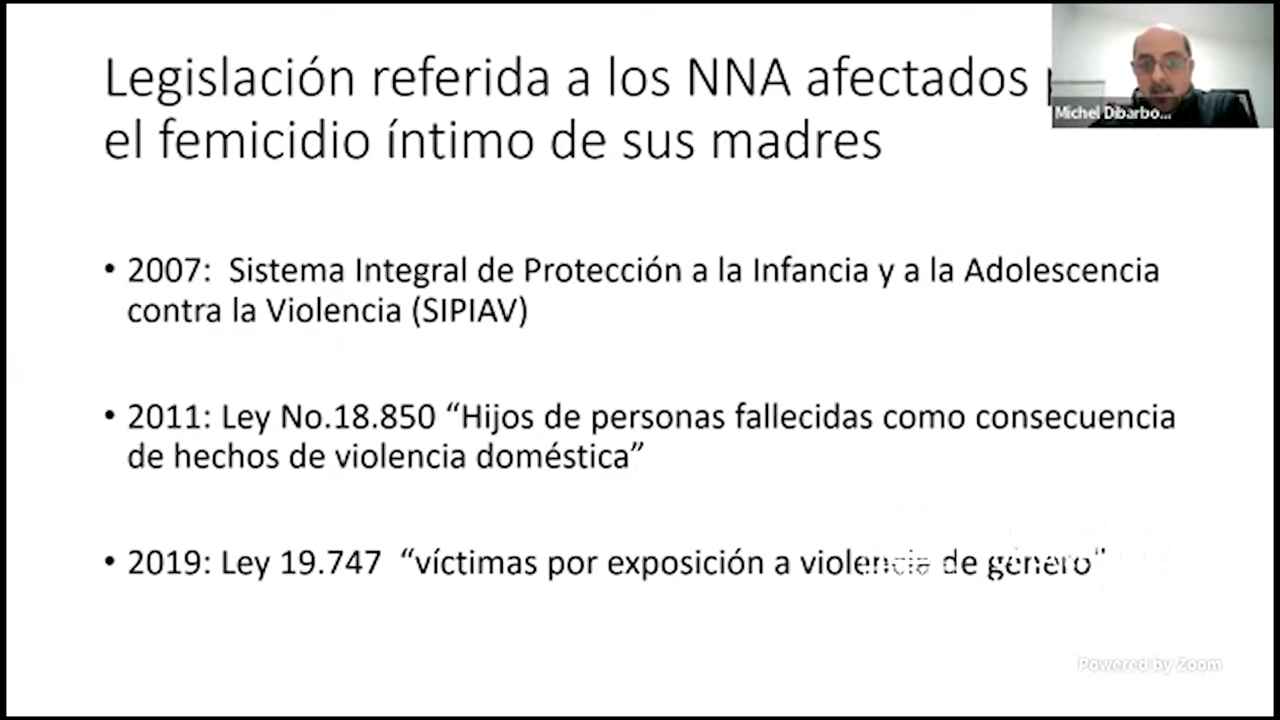 Legislación referida a los NNA afectados
el femicidio íntimo de sus madres
Michel Dibarbo...
• 2007: Sistema Integral de Protección a la Infancia y a la Adolescencia
contra la Violencia (SIPIAV)
• 2011: Ley No.18.850 “Hijos de personas fallecidas como consecuencia
de hechos de violencia doméstica”
• 2019: Ley 19.747 “víctimas por exposición a violencia de género”
Powered by Zoom